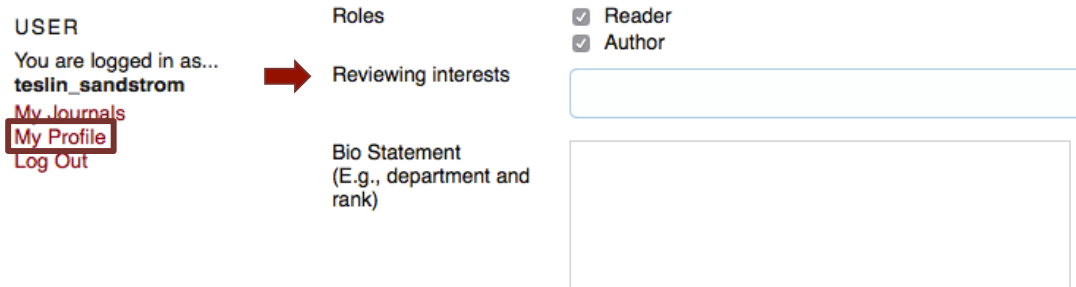 USER
You are logged in as...
teslin_sandstrom
My Journals
My Profile
Log Out
Roles
Reader
Author
Reviewing interests
Bio Statement
(E.g., department and
rank)